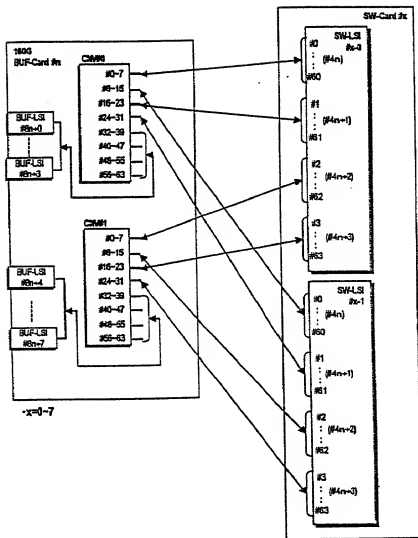 160G
BUF-Card #n
BUF-LSI
#8n+0
BUF-LSI
#8n+3
#0~7
#8~15
#16~23
#24~31
#32~39
#40~47
#48~55
#56~63
#0~7
#8~15
#16~23
#24~31
#32~39
#40~47
#48~55
#56~63
BUF-LSI
#8n+4
BUF-LSI
#8n+7
-x=0~7
SW-Card #x
SW-LSI
#x-0
#0
(#4n)
#60
#1
(#4n+1)
#61
#2
(#4n+2)
#62
#3
(#4n+3)
#63
SW-LSI
#x-1
#0
(#4n)
#60
#1
(#4n+1)
#61
#2
(#4n+2)
#62
#3
(#4n+3)
#63